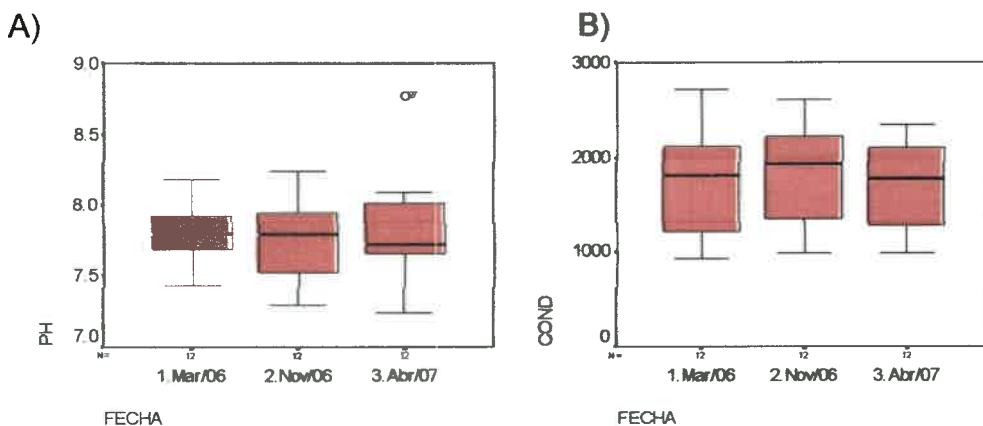 A)
9.0
8.5
8.0
7.5
7.0
PH
N =
12
12
12
1. Mar/06
2. Nov/06
3. Abr/07
FECHA
B)
3000
2000
1000
0
COND
N =
12
12
12
1. Mar/06
2. Nov/06
3. Abr/07
FECHA